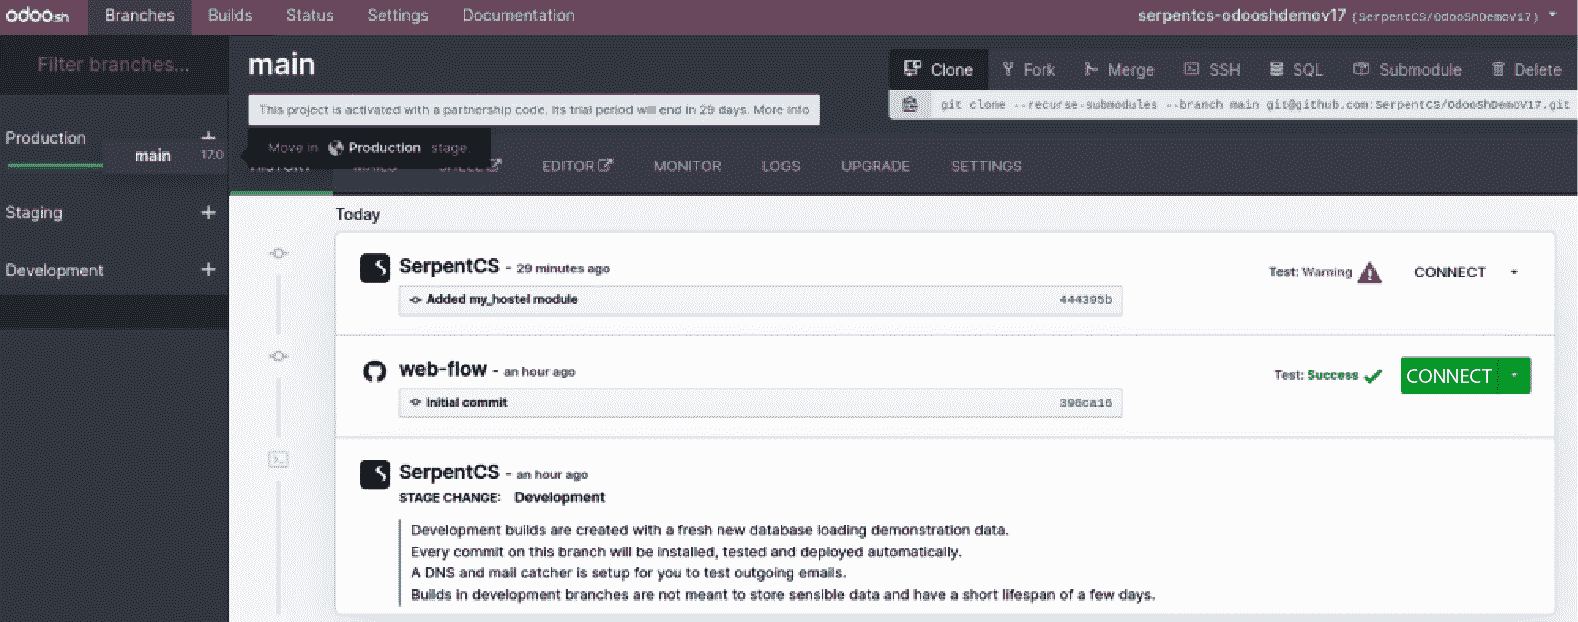 odoo.sh Branches Builds Status Settings Documentation serpentcs-odooshdemov17 (SerpentCS/OdooShDemoV17)
Filter branches...
main
Clone Fork Merge SSH SQL Submodule Delete
This project is activated with a partnership code. Its trial period will end in 29 days. More info
git clone --recurse-submodules --branch main git@github.com:SerpentCS/OdooShDemoV17.git
Production
main 17.0
Move in Production stage.
HISTORY MAILS SHELL EDITOR MONITOR LOGS UPGRADE SETTINGS
Staging
Development
Today
SerpentCS - 29 minutes ago
Test: Warning CONNECT
Added my_hostel module 444395b
web-flow - an hour ago
Test: Success CONNECT
Initial commit 396ca16
SerpentCS - an hour ago
STAGE CHANGE: Development
Development builds are created with a fresh new database loading demonstration data.
Every commit on this branch will be installed, tested and deployed automatically.
A DNS and mail catcher is setup for you to test outgoing emails.
Builds in development branches are not meant to store sensible data and have a short lifespan of a few days.